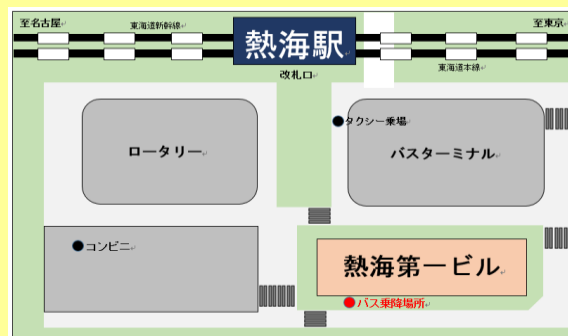 至名古屋
東海道新幹線
熱海駅
至東京
改札口
東海道本線
タクシー乗場
ロータリー
バスターミナル
コンビニ
熱海第一ビル
バス乗降場所